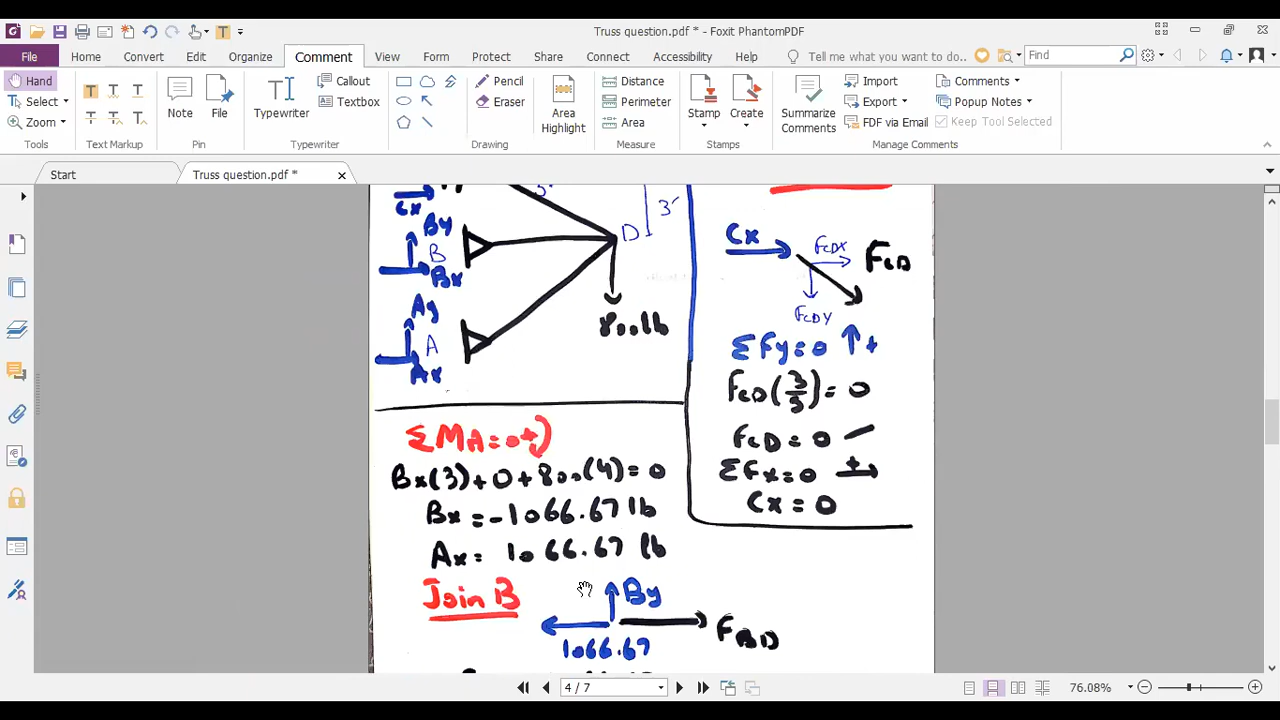 Truss question.pdf * - Foxit PhantomPDF
File Home Convert Edit Organize Comment View Form Protect Share Connect Accessibility Help Tell me what you want to do... Find
Hand
Select
Zoom
Tools
Text Markup
Note
File
Pin
Typewriter
Callout
Textbox
Typewriter
Pencil
Eraser
Area Highlight
Drawing
Distance
Perimeter
Area
Measure
Stamp
Create
Stamps
Summarize Comments
Import
Export
FDF via Email
Comments
Popup Notes
Keep Tool Selected
Manage Comments
Start
Truss question.pdf *
Cx
By
B
Bx
Ay
A
Ax
3'
D
800lb
Cx
FCDX
FCD
FCDY
ΣFy=0 ↑+
FCD(3/5)=0
FCD=0
ΣFx=0 +→
Cx=0
ΣMA=0+
Bx(3)+0+800(4)=0
Bx=-1066.67 lb
Ax= 1066.67 lb
Join B
By
1066.67
FBD
4 / 7
76.08%